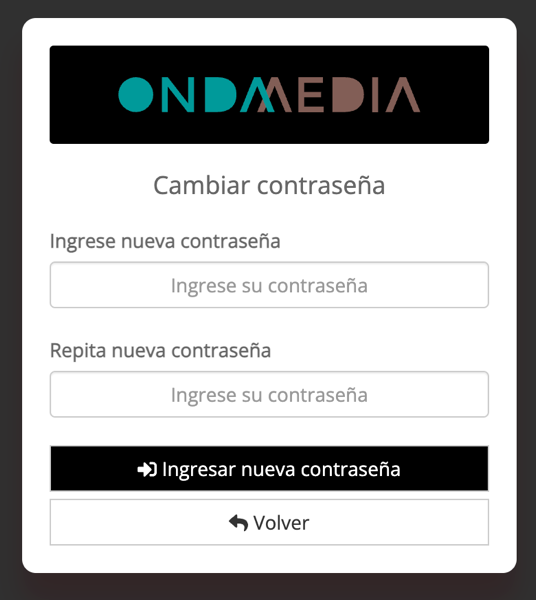 ONDAMEDIA
Cambiar contraseña
Ingrese nueva contraseña
Ingrese su contraseña
Repita nueva contraseña
Ingrese su contraseña
Ingresar nueva contraseña
Volver